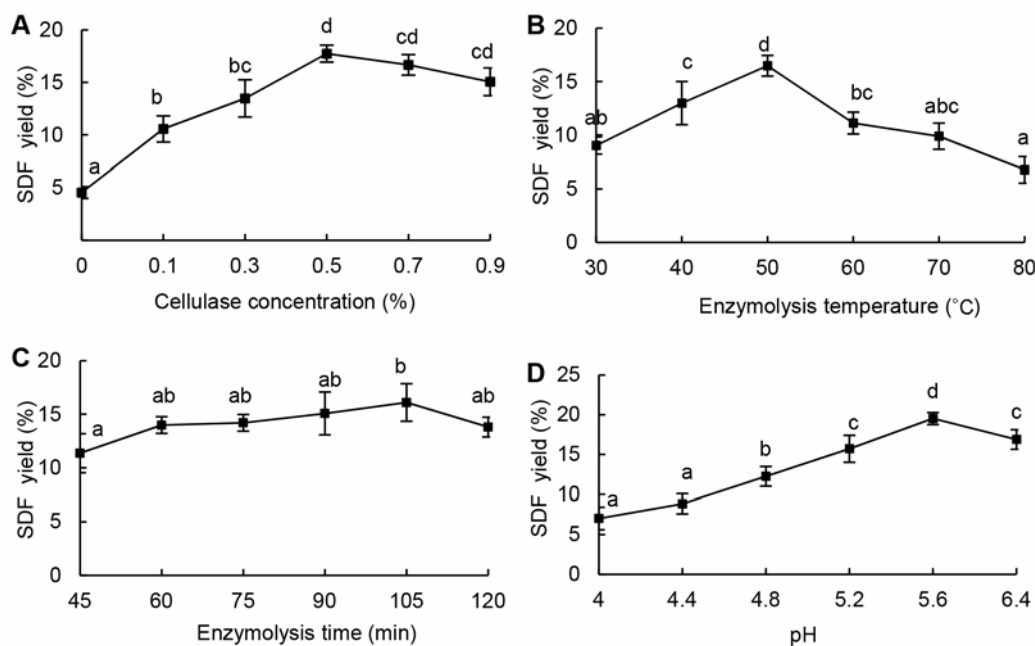 A
SDF yield (%)
20
15
10
5
0
a
b
bc
d
cd
cd
0 0.1 0.3 0.5 0.7 0.9
Cellulase concentration (%)
B
SDF yield (%)
20
15
10
5
0
ab
c
d
bc
abc
a
30 40 50 60 70 80
Enzymolysis temperature (°C)
C
SDF yield (%)
20
15
10
5
0
a
ab
ab
ab
b
ab
45 60 75 90 105 120
Enzymolysis time (min)
D
SDF yield (%)
25
20
15
10
5
0
a
a
b
c
d
c
4 4.4 4.8 5.2 5.6 6.4
pH